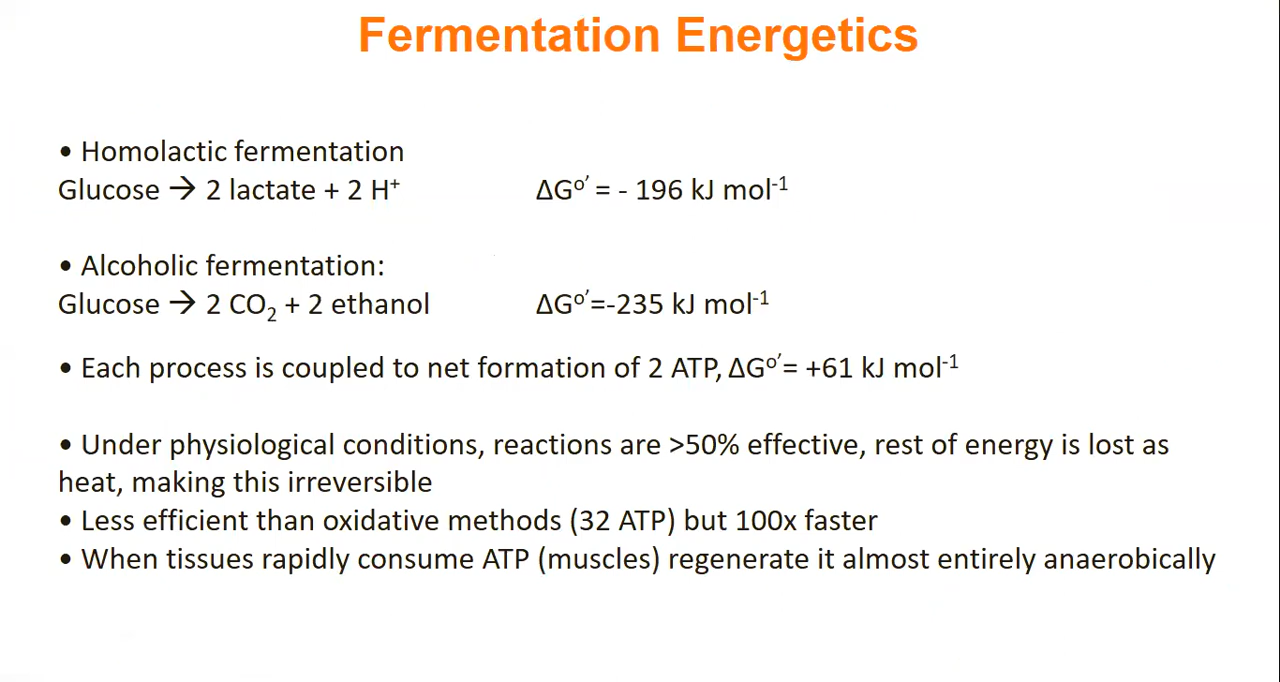 Fermentation Energetics
• Homolactic fermentation
Glucose → 2 lactate + 2 H⁺ ΔG°′ = - 196 kJ mol⁻¹
• Alcoholic fermentation:
Glucose → 2 CO₂ + 2 ethanol ΔG°′=-235 kJ mol⁻¹
• Each process is coupled to net formation of 2 ATP, ΔG°′= +61 kJ mol⁻¹
• Under physiological conditions, reactions are >50% effective, rest of energy is lost as
heat, making this irreversible
• Less efficient than oxidative methods (32 ATP) but 100x faster
• When tissues rapidly consume ATP (muscles) regenerate it almost entirely anaerobically